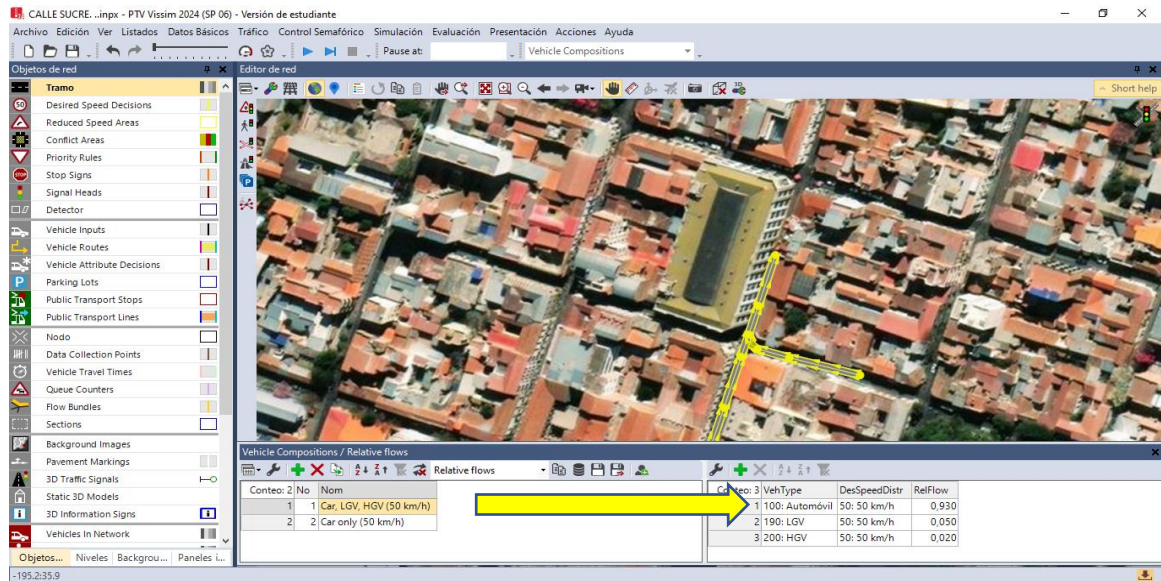 CALLE SUCRE. ..inpx - PTV Vissim 2024 (SP 06) - Versión de estudiante
Archivo Edición Ver Listados Datos Básicos Tráfico Control Semafórico Simulación Evaluación Presentación Acciones Ayuda
Pause at: Vehicle Compositions
Objetos de red
Editor de red
Short help
Tramo
50 Desired Speed Decisions
Reduced Speed Areas
Conflict Areas
Priority Rules
STOP Stop Signs
Signal Heads
Detector
Vehicle Inputs
Vehicle Routes
Vehicle Attribute Decisions
P Parking Lots
Public Transport Stops
Public Transport Lines
Nodo
Data Collection Points
Vehicle Travel Times
Queue Counters
Flow Bundles
Sections
Background Images
Pavement Markings
3D Traffic Signals
Static 3D Models
3D Information Signs
Vehicles In Network
Objetos... Niveles Backgrou... Paneles i...
Vehicle Compositions / Relative flows
Relative flows
Conteo: 2 No Nom
1 1 Car, LGV, HGV (50 km/h)
2 2 Car only (50 km/h)
Conteo: 3 VehType DesSpeedDistr RelFlow
1 100: Automóvil 50: 50 km/h 0,930
2 190: LGV 50: 50 km/h 0,050
3 200: HGV 50: 50 km/h 0,020
-195.2:35.9